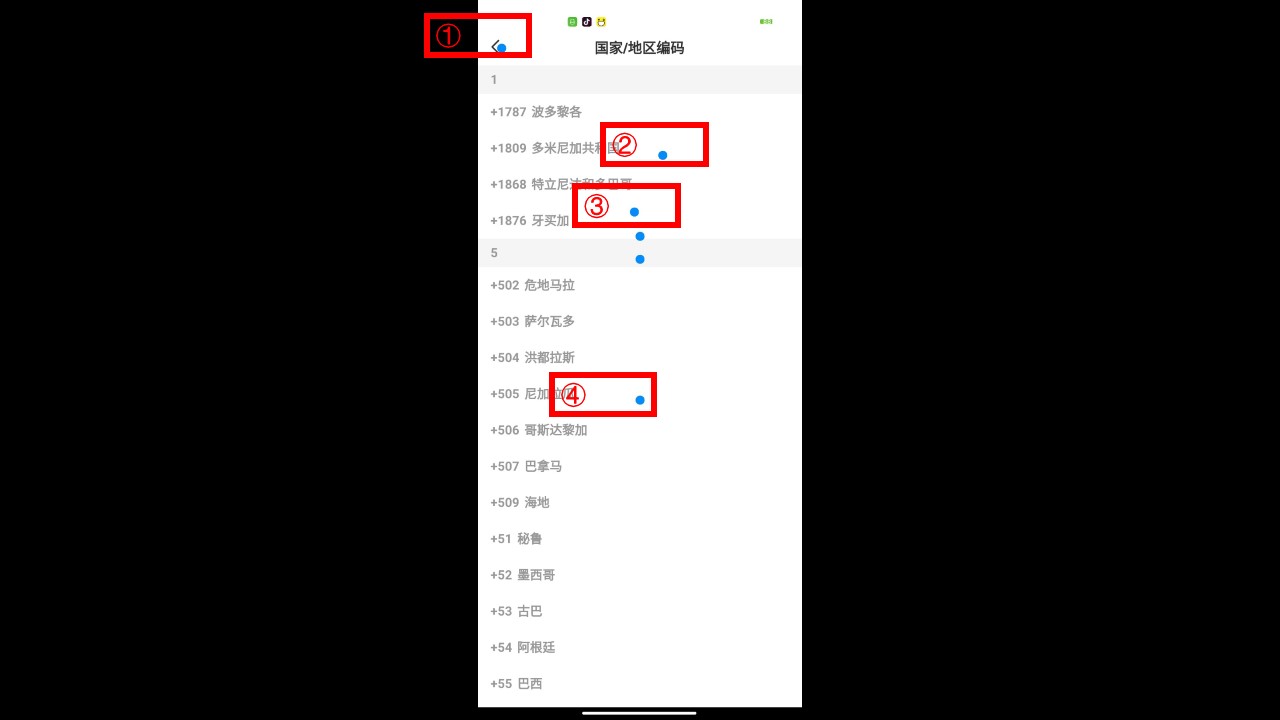 ①
国家/地区编码
1
+1787 波多黎各
②
+1809 多米尼加共和国
+1868 特立尼达和多巴哥
③
+1876 牙买加
5
+502 危地马拉
+503 萨尔瓦多
+504 洪都拉斯
④
+505 尼加拉瓜
+506 哥斯达黎加
+507 巴拿马
+509 海地
+51 秘鲁
+52 墨西哥
+53 古巴
+54 阿根廷
+55 巴西